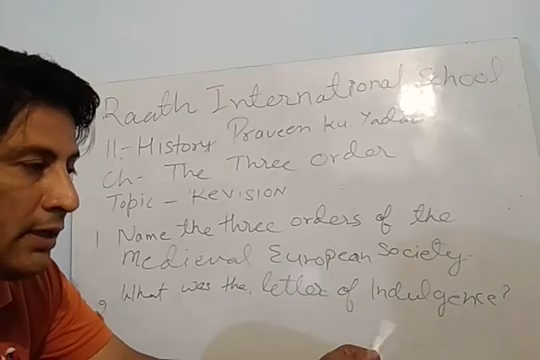 Raath International School
11:- History Praveen Ku. Yadav
Ch- The Three order
Topic - Revision
1 Name the three orders of the
Medieval European Society.
2 What was the letter of Indulgence?